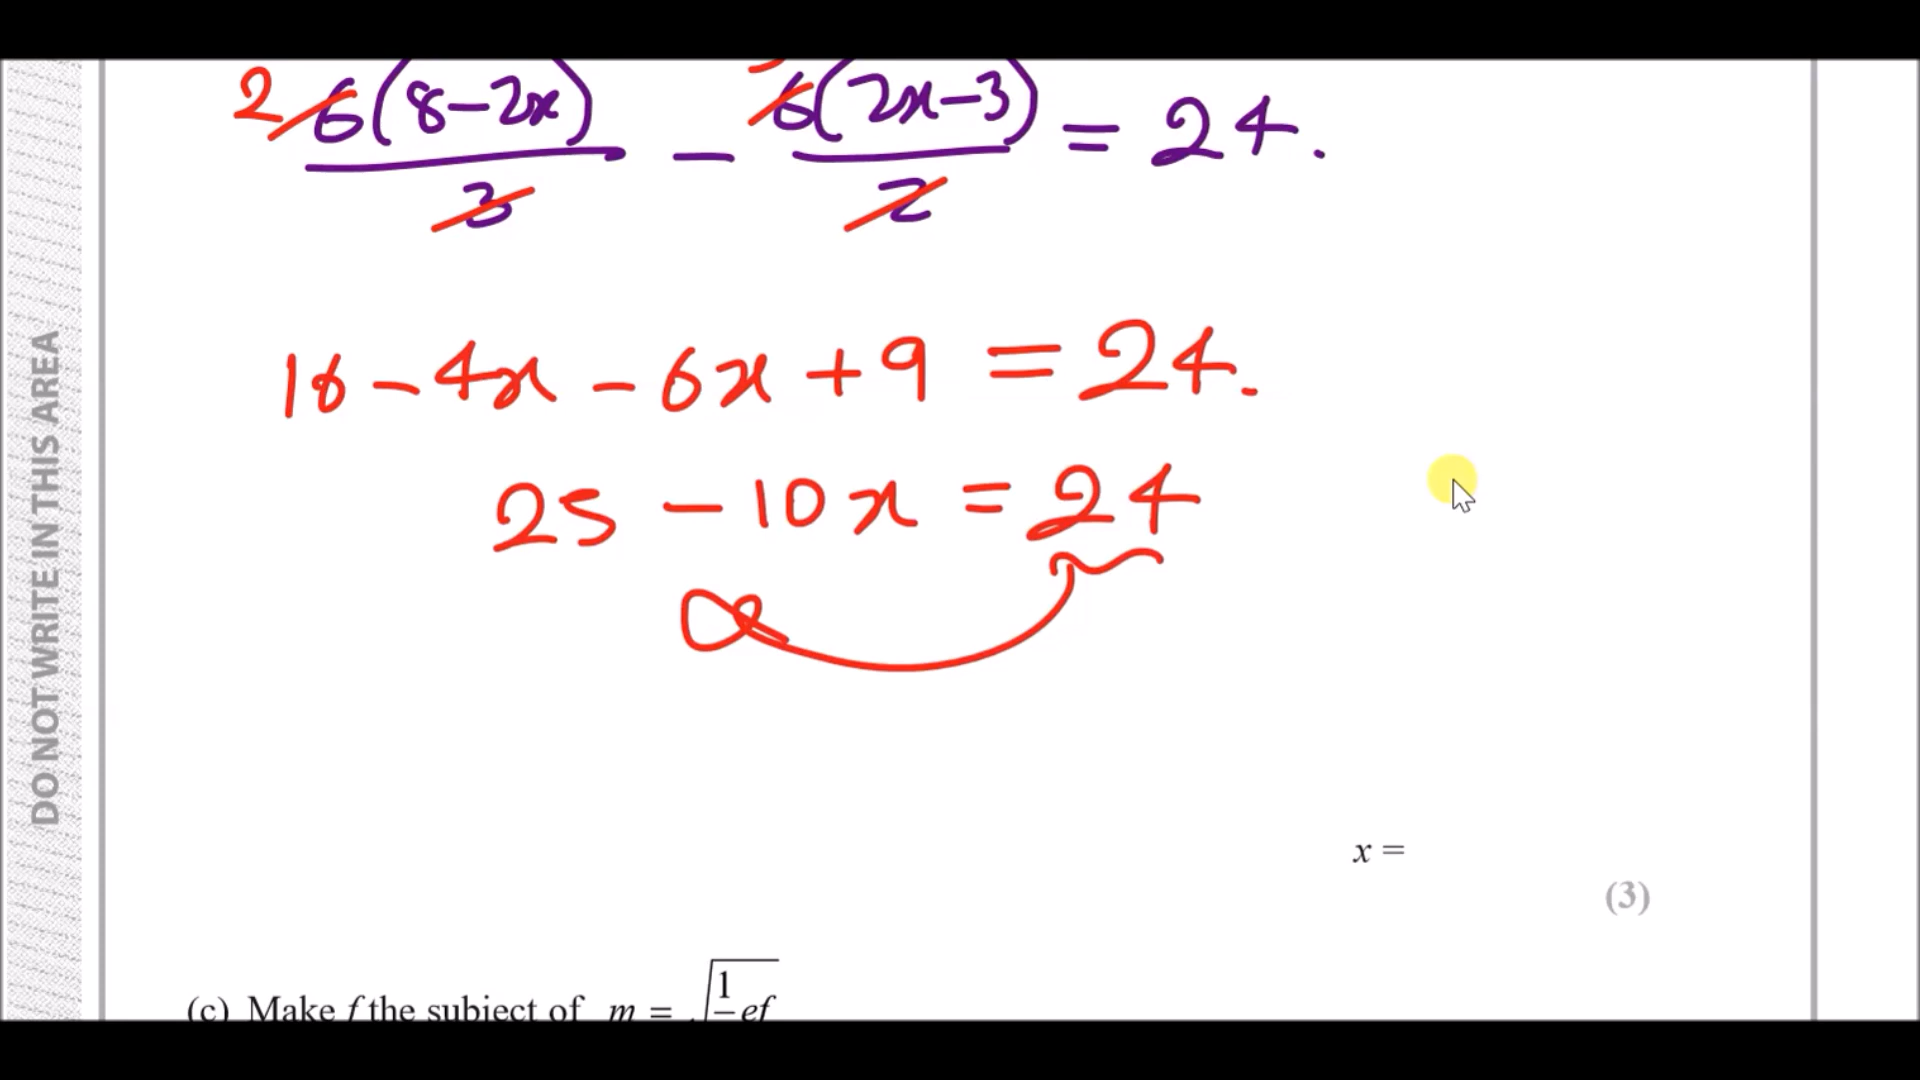 2 6(8-2x) / 3 - 6(2x-3) / 2 = 24.
16 - 4x - 6x + 9 = 24.
25 - 10x = 24
x =
(3)
(c) Make f the subject of m = √ 1 ef
DO NOT WRITE IN THIS AREA